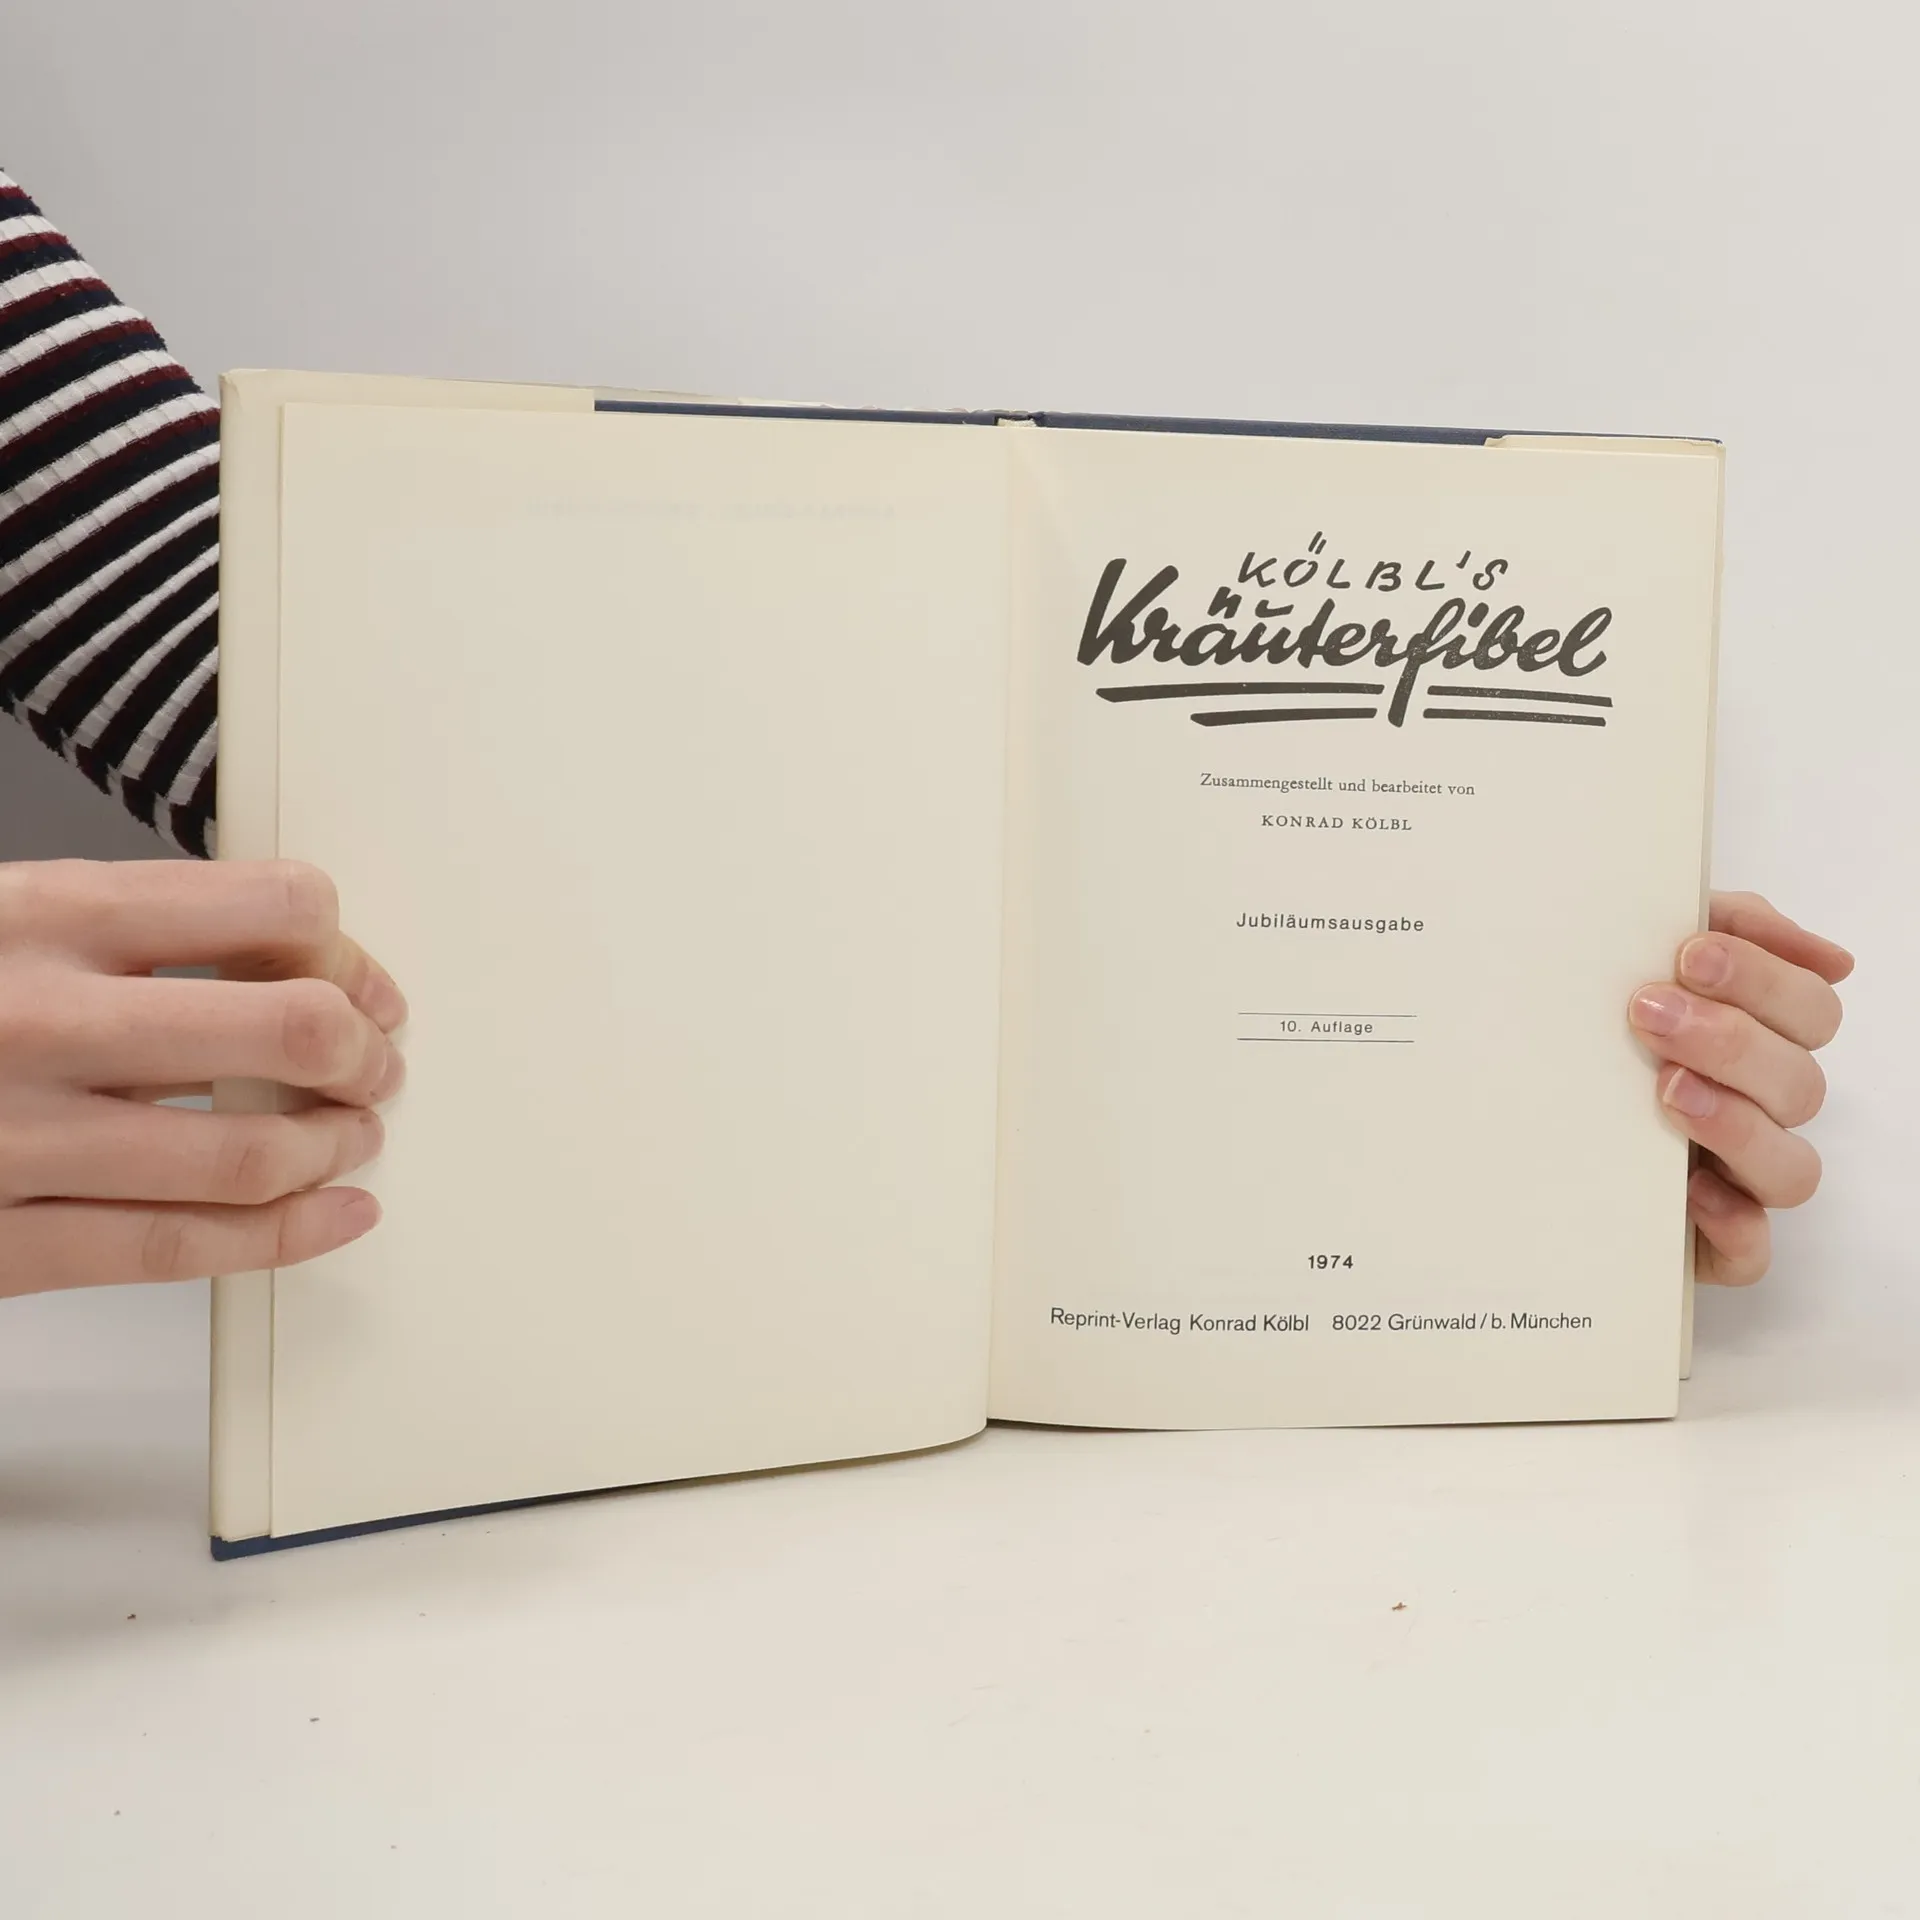 KÖLBL'S
Kräuterfibel
Zusammengestellt und bearbeitet von
KONRAD KÖLBL
Jubiläumsausgabe
10. Auflage
1974
Reprint-Verlag Konrad Kölbl 8022 Grünwald/b. München